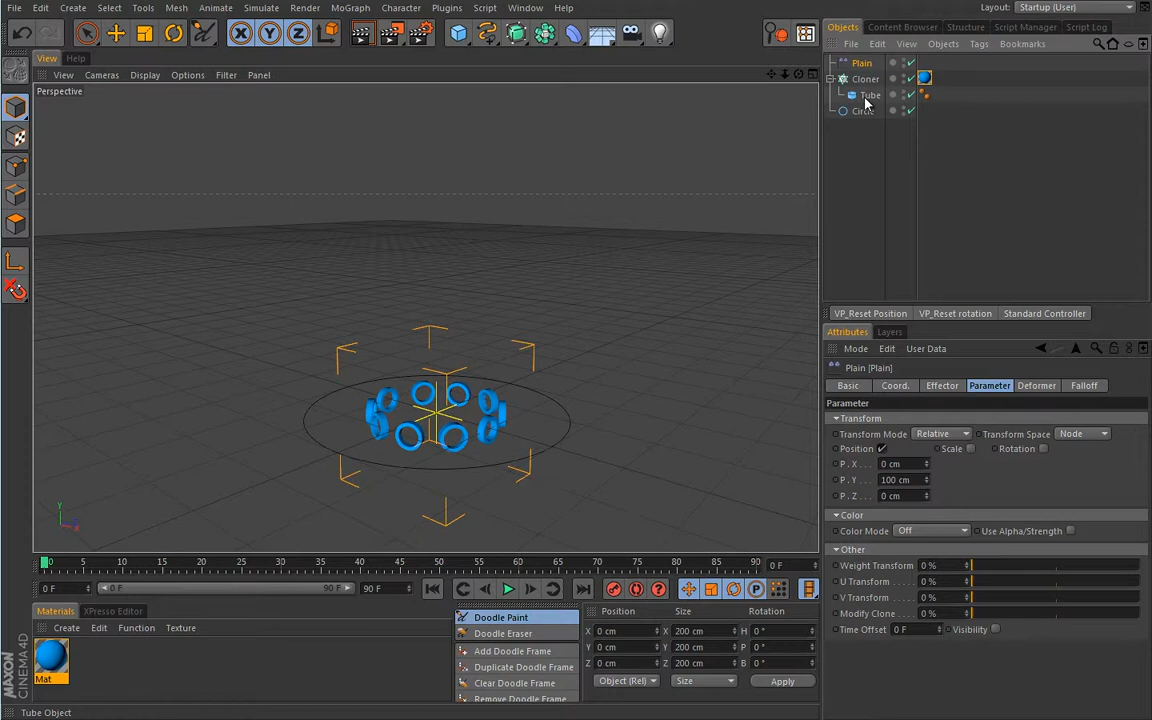 File Edit Create Select Tools Mesh Animate Simulate Render MoGraph Character Plugins Script Window Help Layout: Startup (User)
Objects Content Browser Structure Script Manager Script Log
File Edit View Objects Tags Bookmarks
View Help
View Cameras Display Options Filter Panel
Perspective
Plain
Cloner
Tube
Circle
VP_Reset Position VP_Reset rotation Standard Controller
Attributes Layers
Mode Edit User Data
Plain [Plain]
Basic Coord. Effector Parameter Deformer Falloff
Parameter
Transform
Transform Mode Relative Transform Space Node
Position Scale Rotation
P . X . . . 0 cm
P . Y . . . 100 cm
P . Z . . . 0 cm
Color
Color Mode Off Use Alpha/Strength
Other
Weight Transform 0 %
U Transform . . . . . 0 %
V Transform . . . . . 0 %
Modify Clone . . . . 0 %
Time Offset . 0 F Visibility
Y
X
0 5 10 15 20 25 30 35 40 45 50 55 60 65 70 75 80 85 90 0 F
0 F 0 F 90 F 90 F
Materials XPresso Editor
Create Edit Function Texture
Mat
Doodle Paint
Doodle Eraser
Add Doodle Frame
Duplicate Doodle Frame
Clear Doodle Frame
Remove Doodle Frame
Position Size Rotation
X 0 cm X 200 cm H 0 °
Y 0 cm Y 200 cm P 0 °
Z 0 cm Z 200 cm B 0 °
Object (Rel) Size Apply
MAXON
CINEMA4D
Tube Object